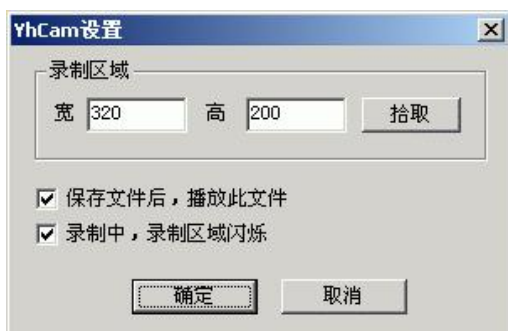 YhCam设置
录制区域
宽 320 高 200 拾取
保存文件后，播放此文件
录制中，录制区域闪烁
确定 取消